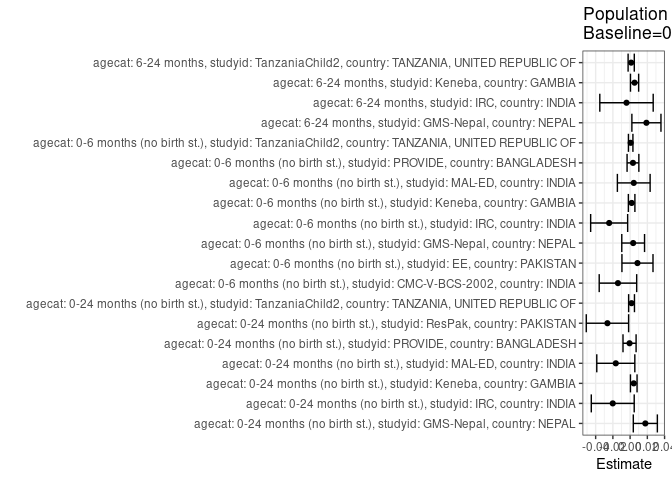 Population
Baseline=0
agecat: 6-24 months, studyid: TanzaniaChild2, country: TANZANIA, UNITED REPUBLIC OF
agecat: 6-24 months, studyid: Keneba, country: GAMBIA
agecat: 6-24 months, studyid: IRC, country: INDIA
agecat: 6-24 months, studyid: GMS-Nepal, country: NEPAL
agecat: 0-6 months (no birth st.), studyid: TanzaniaChild2, country: TANZANIA, UNITED REPUBLIC OF
agecat: 0-6 months (no birth st.), studyid: PROVIDE, country: BANGLADESH
agecat: 0-6 months (no birth st.), studyid: MAL-ED, country: INDIA
agecat: 0-6 months (no birth st.), studyid: Keneba, country: GAMBIA
agecat: 0-6 months (no birth st.), studyid: IRC, country: INDIA
agecat: 0-6 months (no birth st.), studyid: GMS-Nepal, country: NEPAL
agecat: 0-6 months (no birth st.), studyid: EE, country: PAKISTAN
agecat: 0-6 months (no birth st.), studyid: CMC-V-BCS-2002, country: INDIA
agecat: 0-24 months (no birth st.), studyid: TanzaniaChild2, country: TANZANIA, UNITED REPUBLIC OF
agecat: 0-24 months (no birth st.), studyid: ResPak, country: PAKISTAN
agecat: 0-24 months (no birth st.), studyid: PROVIDE, country: BANGLADESH
agecat: 0-24 months (no birth st.), studyid: MAL-ED, country: INDIA
agecat: 0-24 months (no birth st.), studyid: Keneba, country: GAMBIA
agecat: 0-24 months (no birth st.), studyid: IRC, country: INDIA
agecat: 0-24 months (no birth st.), studyid: GMS-Nepal, country: NEPAL
Estimate